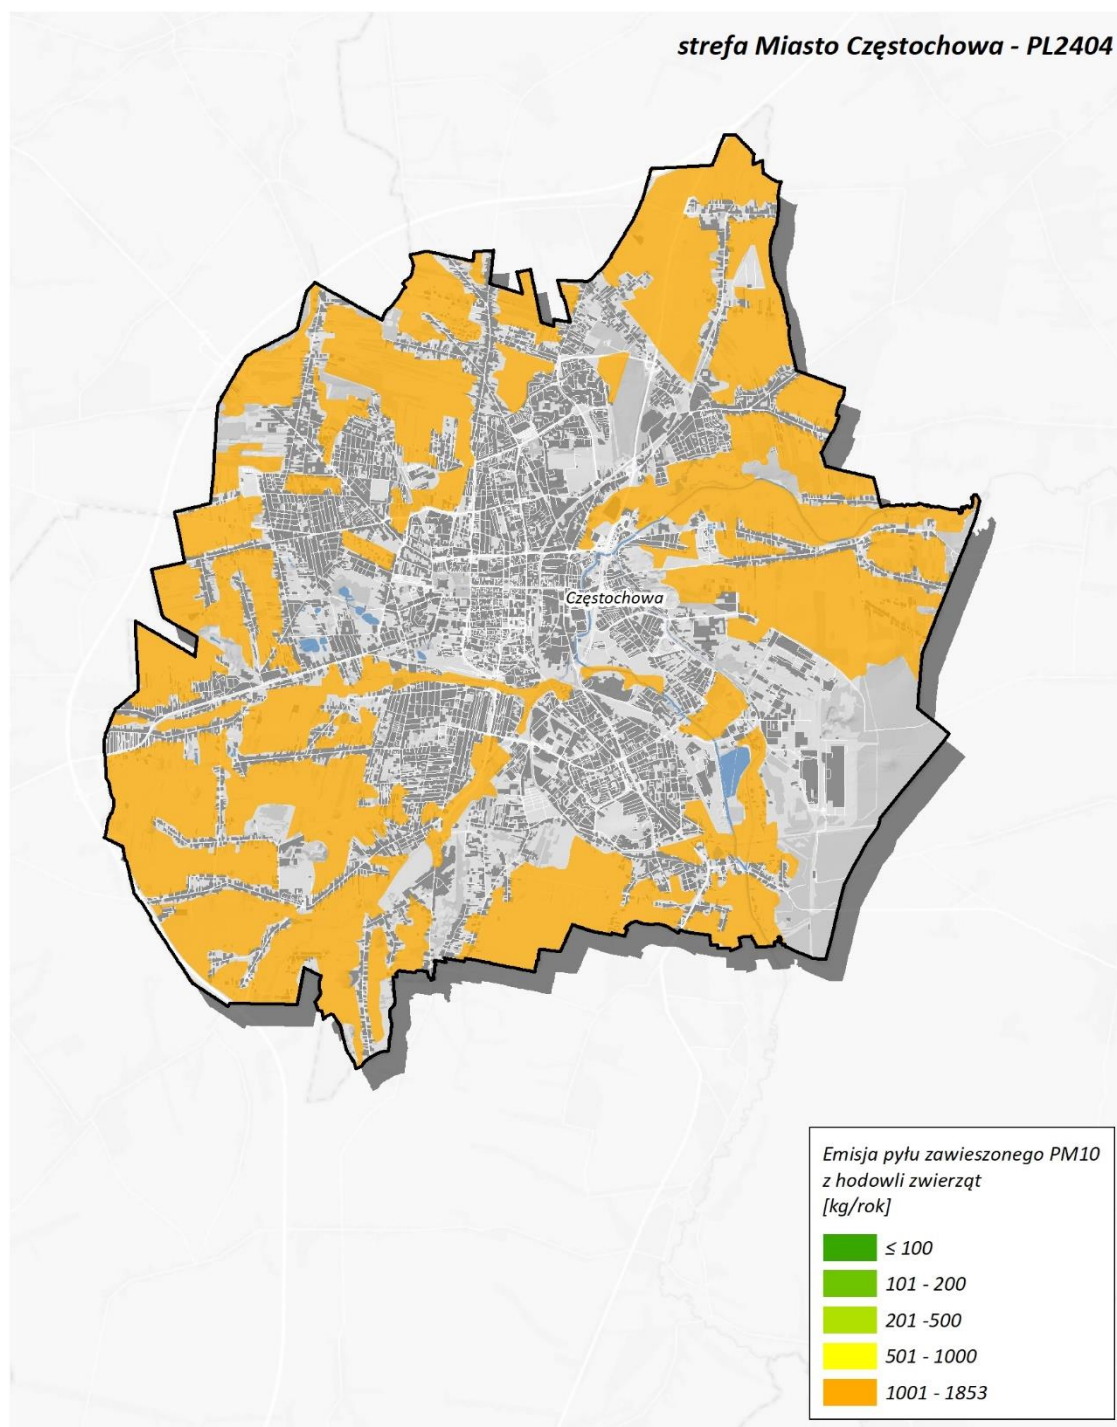 strefa Miasto Częstochowa - PL2404
Częstochowa
Emisja pyłu zawieszonego PM10
z hodowli zwierząt
[kg/rok]
≤ 100
101 - 200
201 -500
501 - 1000
1001 - 1853